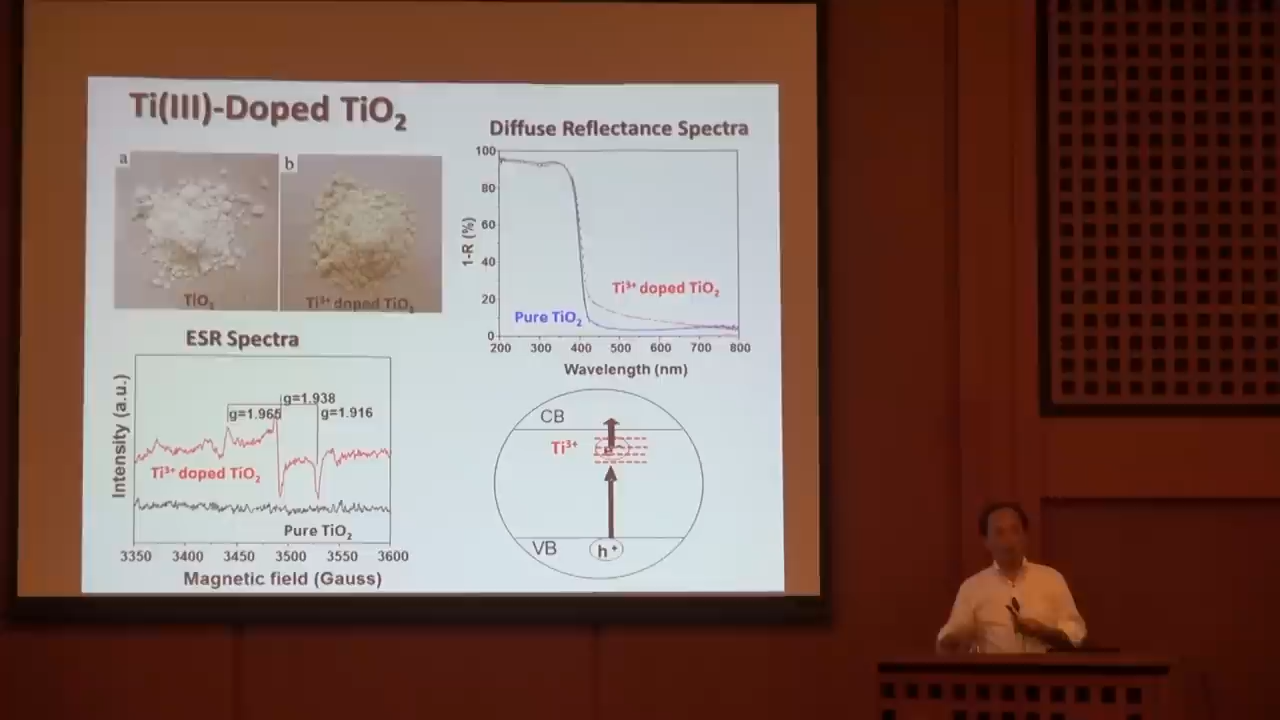 Ti(III)-Doped TiO₂
a
b
TiO₂
Ti³⁺ doped TiO₂
Diffuse Reflectance Spectra
100
80
60
40
20
0
1-R (%)
Ti³⁺ doped TiO₂
Pure TiO₂
200 300 400 500 600 700 800
Wavelength (nm)
ESR Spectra
Intensity (a.u.)
g=1.938
g=1.965
g=1.916
Ti³⁺ doped TiO₂
Pure TiO₂
3350 3400 3450 3500 3550 3600
Magnetic field (Gauss)
CB
Ti³⁺
e⁻
VB
h⁺